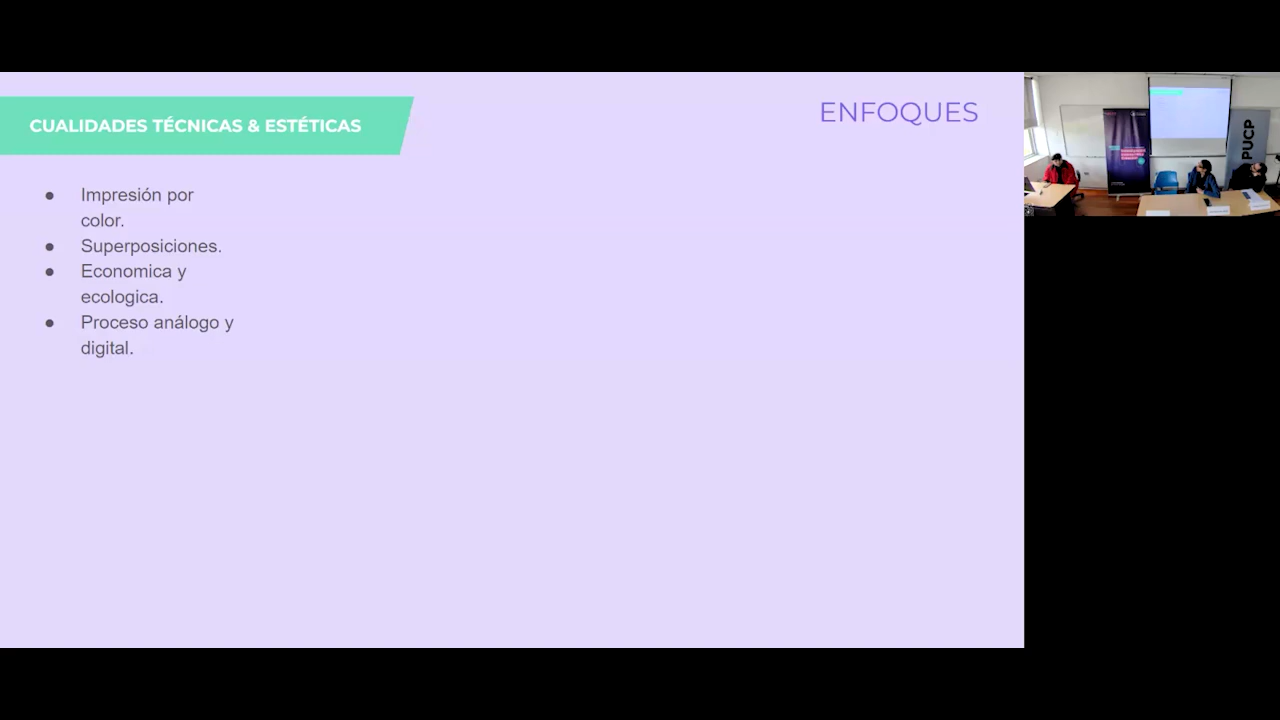 CUALIDADES TÉCNICAS & ESTÉTICAS
ENFOQUES
● Impresión por
color.
● Superposiciones.
● Economica y
ecologica.
● Proceso análogo y
digital.
PUCP